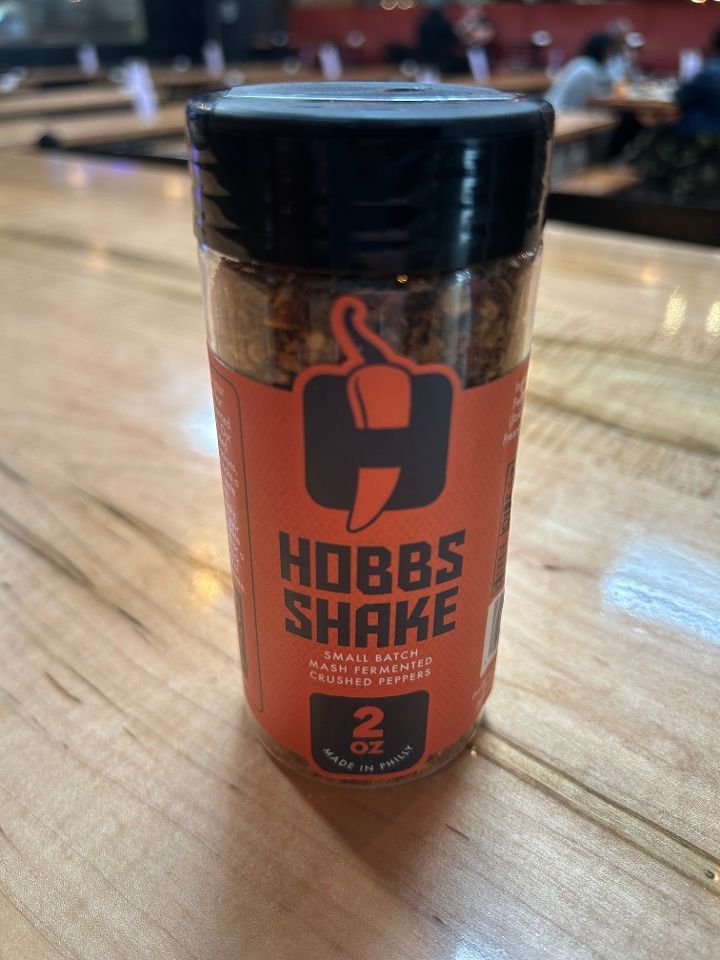 H
HOBBS
SHAKE
SMALL BATCH
MASH FERMENTED
CRUSHED PEPPERS
2
OZ
MADE IN PHILLY